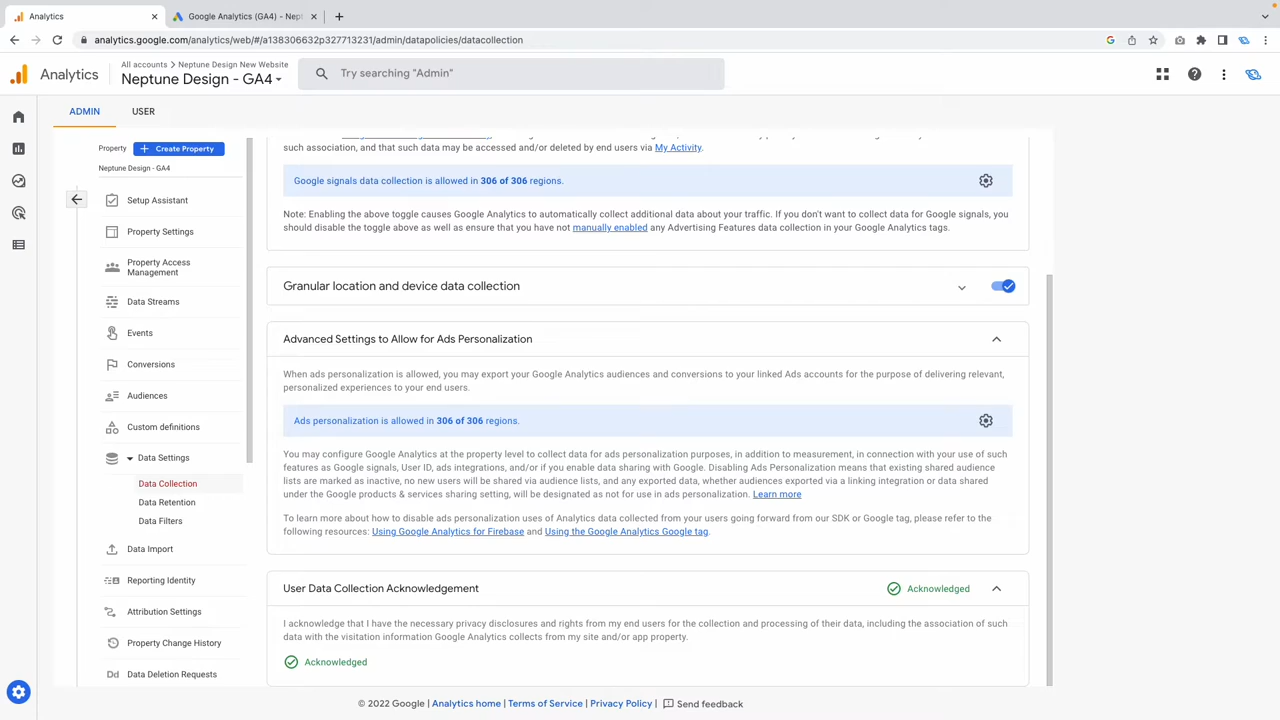 Analytics
Google Analytics (GA4) - Nept
analytics.google.com/analytics/web/#/a138306632p327713231/admin/datapolicies/datacollection
Analytics
All accounts > Neptune Design New Website
Neptune Design - GA4
Try searching "Admin"
ADMIN
USER
Property
Create Property
Neptune Design - GA4
Setup Assistant
Property Settings
Property Access
Management
Data Streams
Events
Conversions
Audiences
Custom definitions
Data Settings
Data Collection
Data Retention
Data Filters
Data Import
Reporting Identity
Attribution Settings
Property Change History
Dd Data Deletion Requests
such association, and that such data may be accessed and/or deleted by end users via My Activity.
Google signals data collection is allowed in 306 of 306 regions.
Note: Enabling the above toggle causes Google Analytics to automatically collect additional data about your traffic. If you don't want to collect data for Google signals, you
should disable the toggle above as well as ensure that you have not manually enabled any Advertising Features data collection in your Google Analytics tags.
Granular location and device data collection
Advanced Settings to Allow for Ads Personalization
When ads personalization is allowed, you may export your Google Analytics audiences and conversions to your linked Ads accounts for the purpose of delivering relevant,
personalized experiences to your end users.
Ads personalization is allowed in 306 of 306 regions.
You may configure Google Analytics at the property level to collect data for ads personalization purposes, in addition to measurement, in connection with your use of such
features as Google signals, User ID, ads integrations, and/or if you enable data sharing with Google. Disabling Ads Personalization means that existing shared audience
lists are marked as inactive, no new users will be shared via audience lists, and any exported data, whether audiences exported via a linking integration or data shared
under the Google products & services sharing setting, will be designated as not for use in ads personalization. Learn more
To learn more about how to disable ads personalization uses of Analytics data collected from your users going forward from our SDK or Google tag, please refer to the
following resources: Using Google Analytics for Firebase and Using the Google Analytics Google tag.
User Data Collection Acknowledgement
Acknowledged
I acknowledge that I have the necessary privacy disclosures and rights from my end users for the collection and processing of their data, including the association of such
data with the visitation information Google Analytics collects from my site and/or app property.
Acknowledged
© 2022 Google | Analytics home | Terms of Service | Privacy Policy | Send feedback